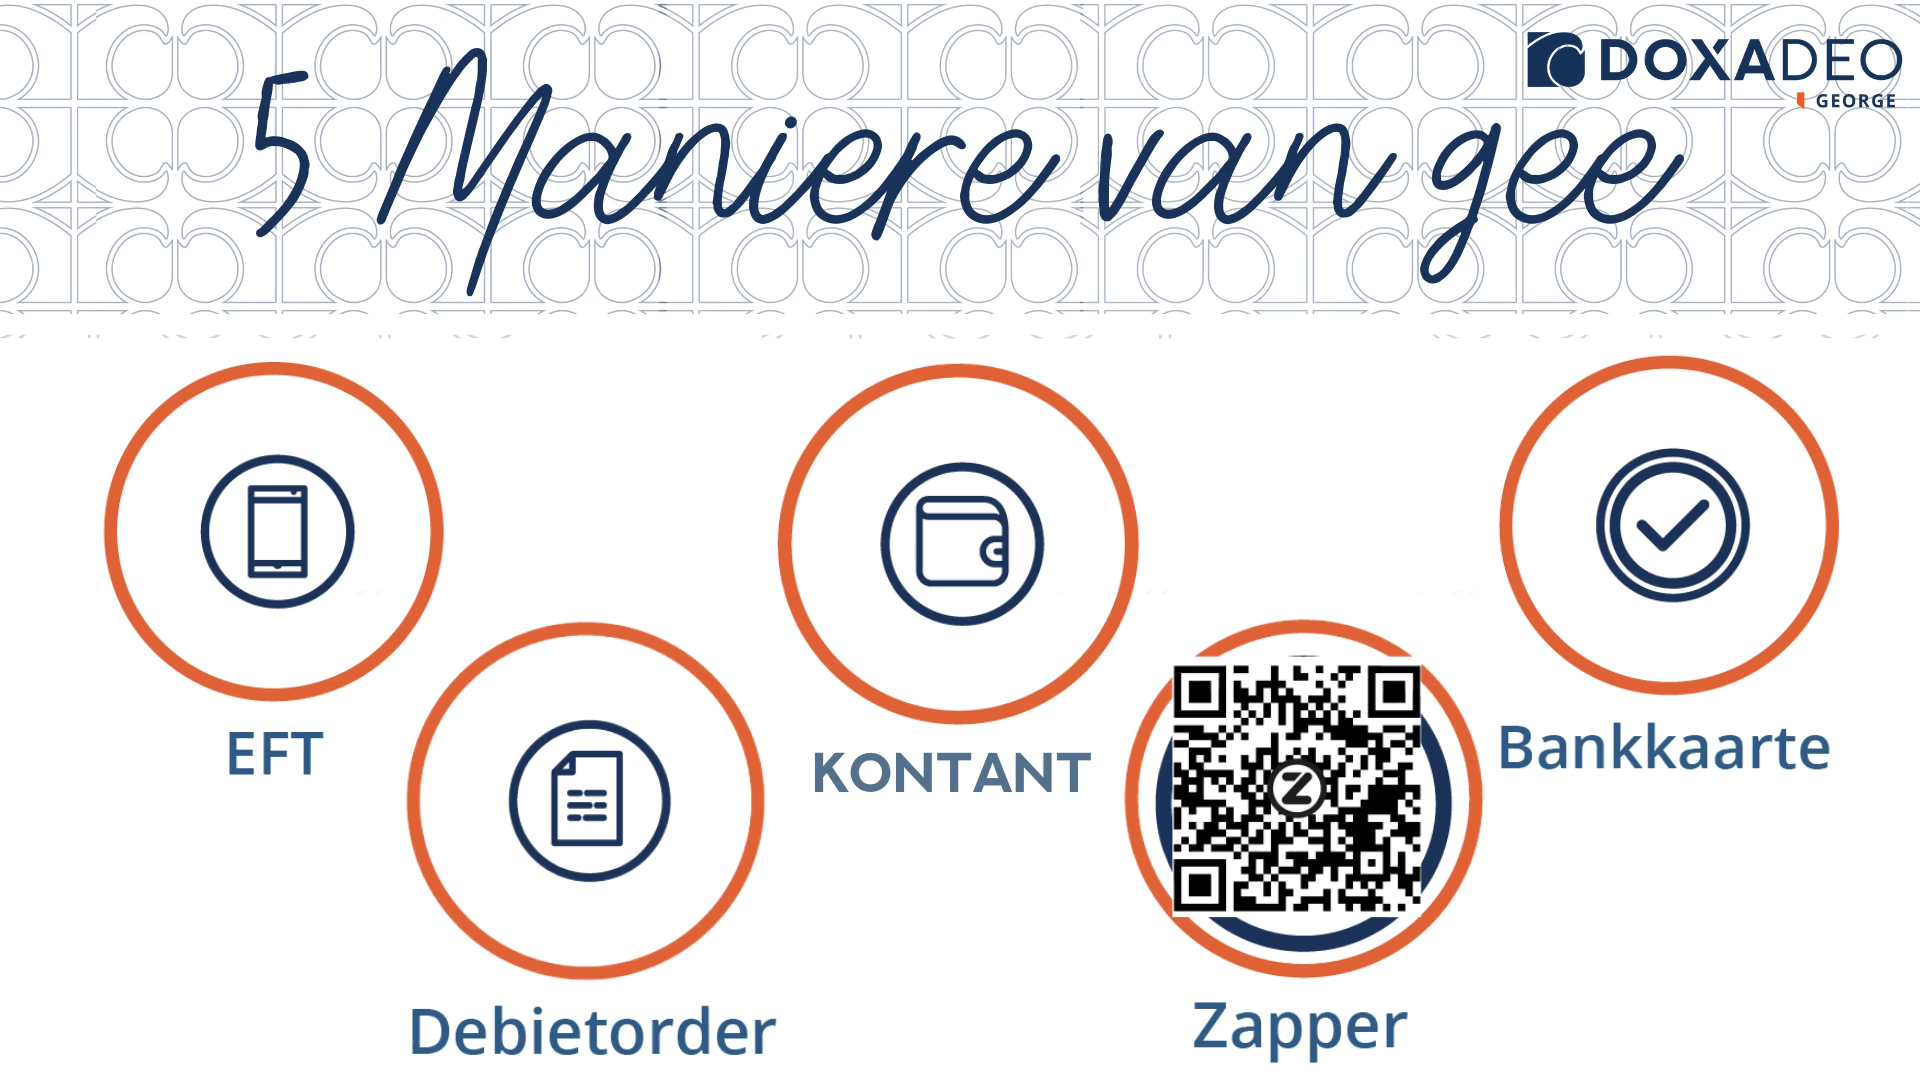 DOXADEO
GEORGE
5 Maniere van gee
EFT
KONTANT
Bankkaarte
Z
Debietorder
Zapper